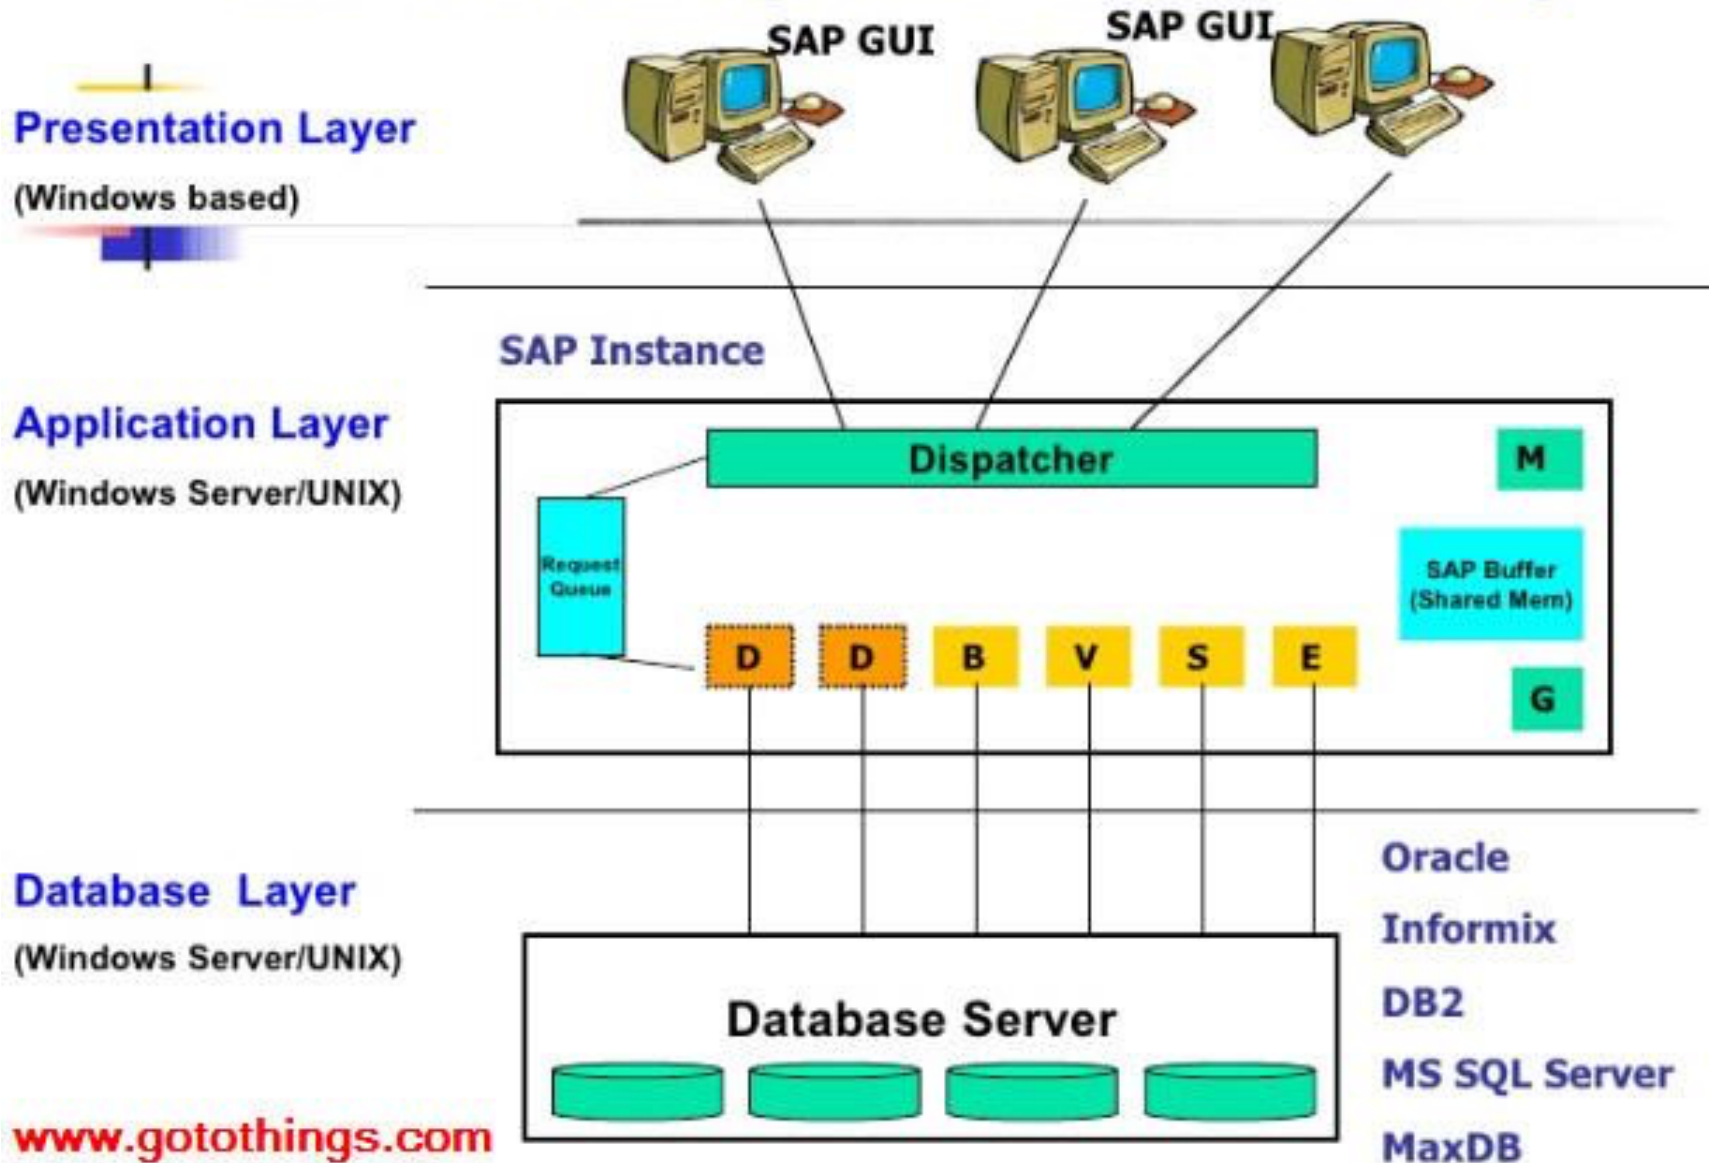 SAP GUI
SAP GUI
Presentation Layer
(Windows based)
SAP Instance
Application Layer
(Windows Server/UNIX)
Dispatcher
M
Request
Queue
SAP Buffer
(Shared Mem)
D
D
B
V
S
E
G
Database Layer
(Windows Server/UNIX)
Database Server
Oracle
Informix
DB2
MS SQL Server
MaxDB
www.gotothings.com